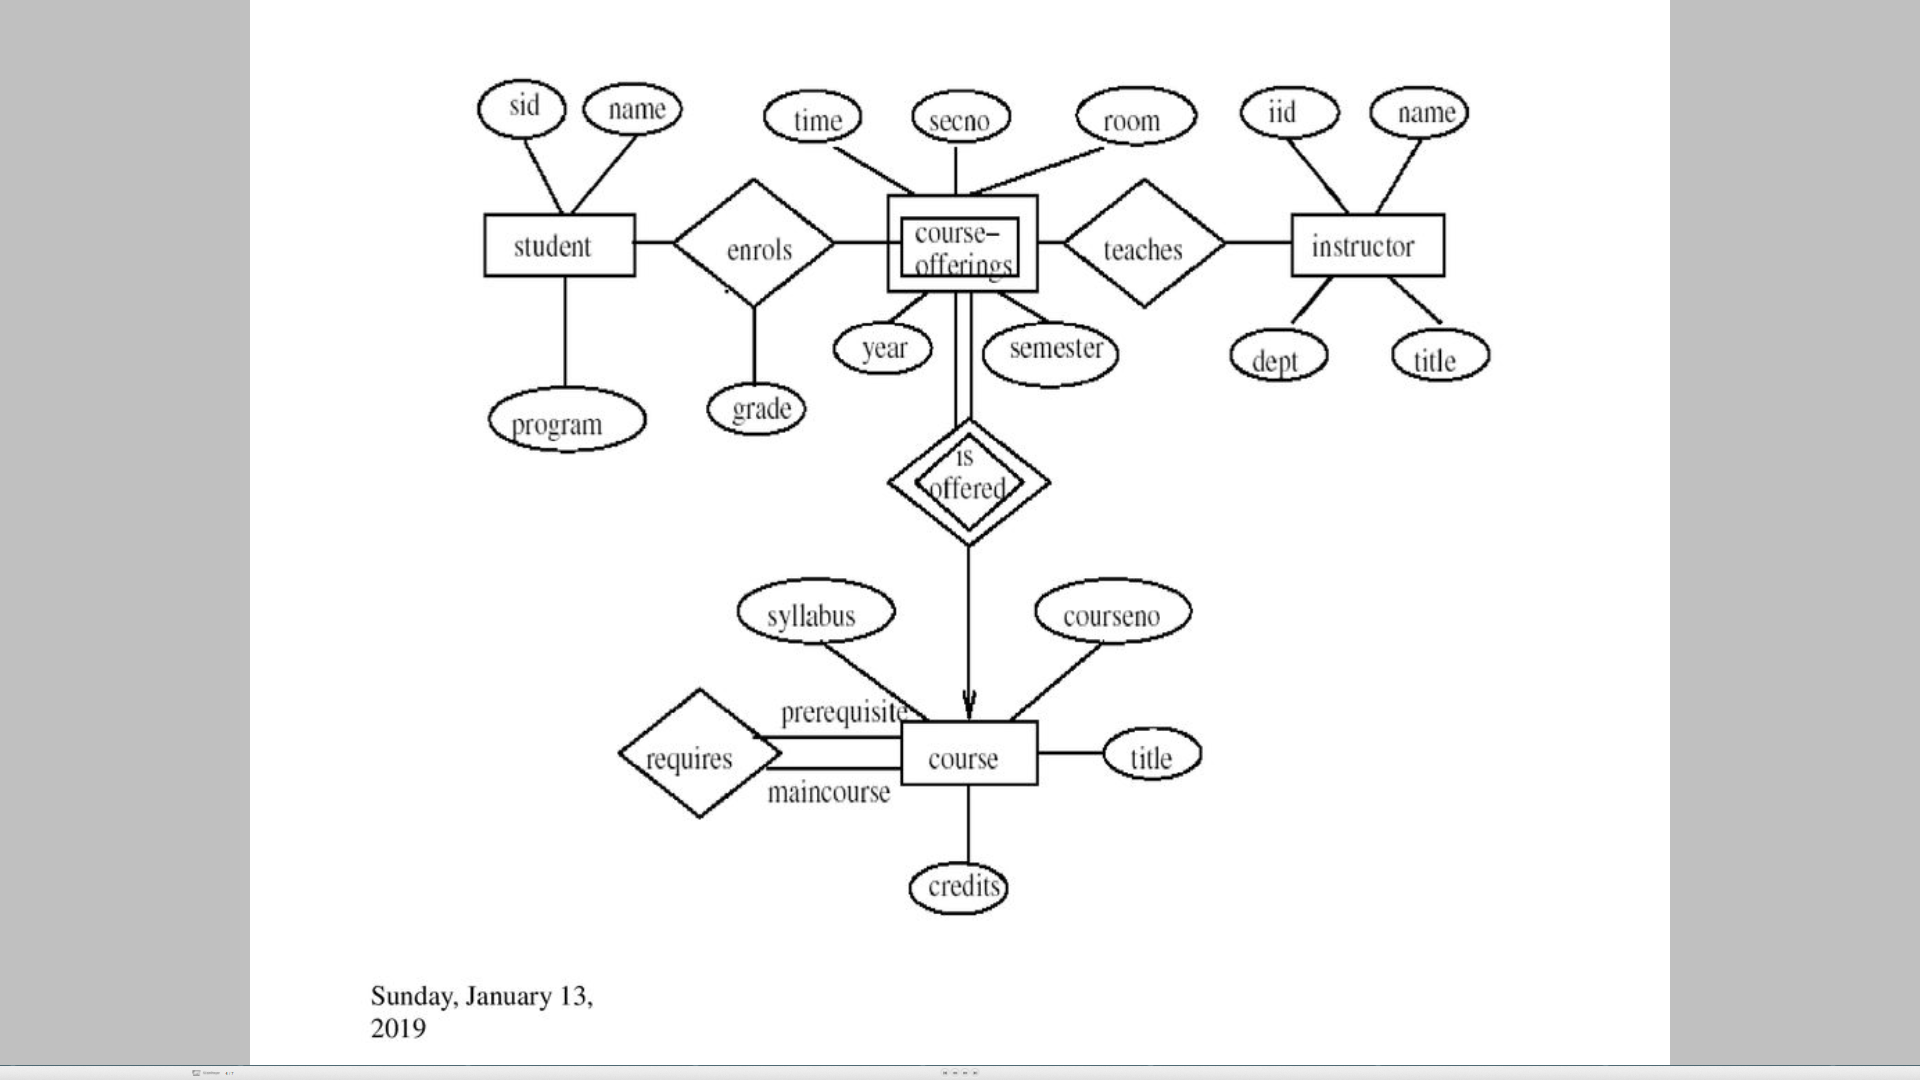 sid
name
time
secno
room
iid
name
student
enrols
course–
offerings
teaches
instructor
year
semester
dept
title
program
grade
is
offered
syllabus
courseno
prerequisite
requires
course
title
maincourse
credits
Sunday, January 13,
2019